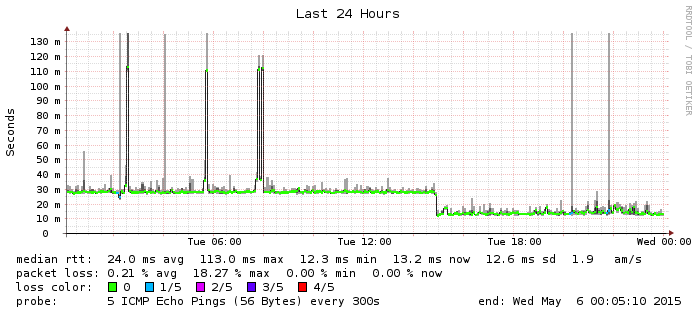 Last 24 Hours
RRDTOOL / TOBI OETIKER
Seconds
130 m
120 m
110 m
100 m
90 m
80 m
70 m
60 m
50 m
40 m
30 m
20 m
10 m
0
Tue 06:00 Tue 12:00 Tue 18:00 Wed 00:00
median rtt: 24.0 ms avg 113.0 ms max 12.3 ms min 13.2 ms now 12.6 ms sd 1.9 am/s
packet loss: 0.21 % avg 18.27 % max 0.00 % min 0.00 % now
loss color: 0 1/5 2/5 3/5 4/5
probe: 5 ICMP Echo Pings (56 Bytes) every 300s end: Wed May 6 00:05:10 2015